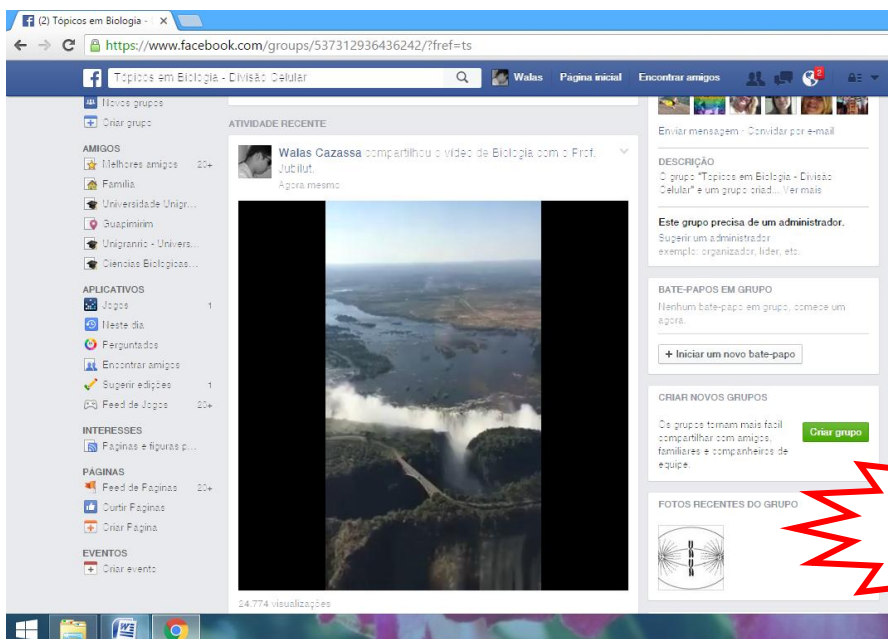 (2) Tópicos em Biologia -
https://www.facebook.com/groups/537312936436242/?fref=ts
Tópicos em Biologia - Divisão Celular
Walas
Página inicial
Encontrar amigos
2
Novos grupos
Criar grupo
AMIGOS
Melhores amigos 20+
Família
Universidade Unigr...
Guapimirim
Unigranrio - Univers...
Ciencias Biologicas...
APLICATIVOS
Jogos 1
Neste dia
Perguntados
Encontrar amigos
Sugerir edições 1
Feed de Jogos 20+
INTERESSES
Paginas e figuras p...
PÁGINAS
Feed de Paginas 20+
Curtir Paginas
Criar Pagina
EVENTOS
Criar evento
ATIVIDADE RECENTE
Walas Cazassa compartilhou o vídeo de Biologia com o Prof.
Jubilut.
Agora mesmo
24.774 visualizações
Enviar mensagem · Convidar por e-mail
DESCRIÇÃO
O grupo "Tópicos em Biologia - Divisão
Celular" é um grupo criad... Ver mais
Este grupo precisa de um administrador.
Sugerir um administrador
exemplo: organizador, líder, etc.
BATE-PAPOS EM GRUPO
Nenhum bate-papo em grupo, comece um
agora.
+ Iniciar um novo bate-papo
CRIAR NOVOS GRUPOS
Os grupos tornam mais fácil
compartilhar com amigos,
familiares e companheiros de
equipe.
Criar grupo
FOTOS RECENTES DO GRUPO